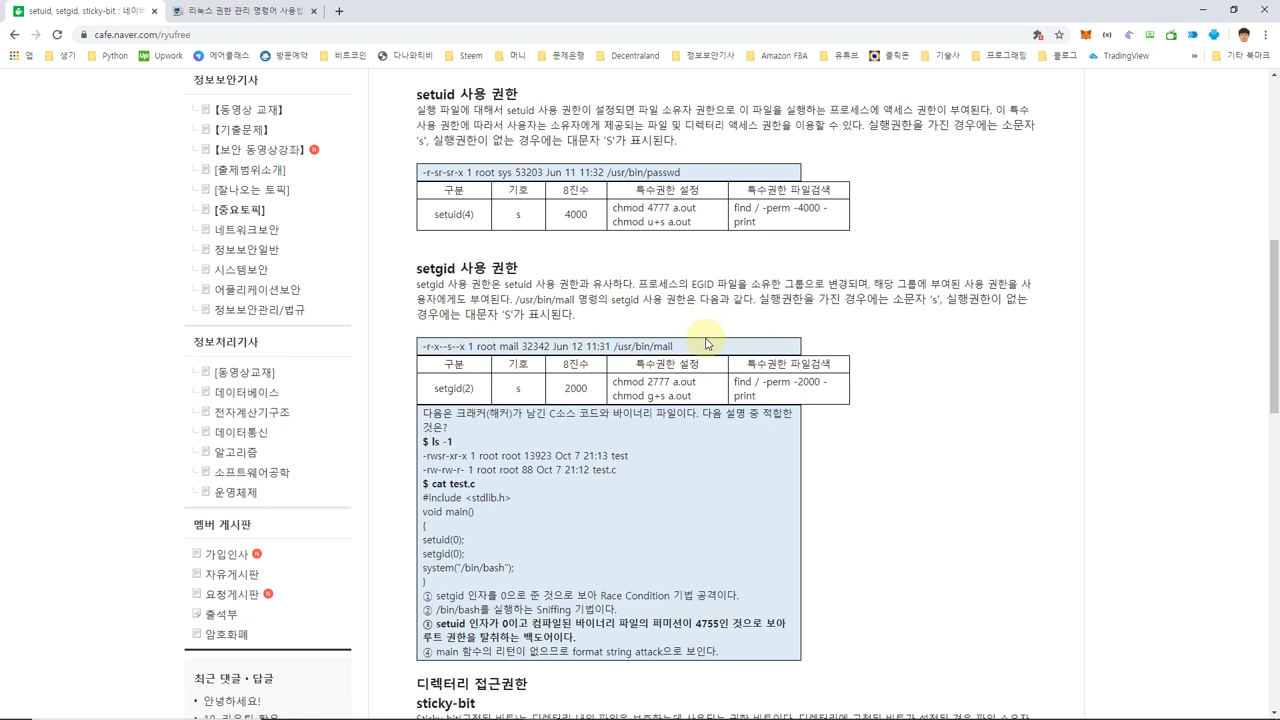 setuid, setgid, sticky-bit : 네이버
리눅스 권한 관리 명령어 사용법
cafe.naver.com/ryufree
앱
생기
Python
Upwork
에어클래스
방문예약
비트코인
다나와티비
Steem
머니
문제은행
Decentraland
정보보안기사
Amazon FBA
유튜브
클릭몬
기술사
프로그래밍
블로그
TradingView
»
기타 북마크
정보보안기사
【동영상 교재】
【기출문제】
【보안 동영상강좌】 N
[출제범위소개]
[잘나오는 토픽]
[중요토픽]
네트워크보안
정보보안일반
시스템보안
어플리케이션보안
정보보안관리/법규
정보처리기사
[동영상교재]
데이터베이스
전자계산기구조
데이터통신
알고리즘
소프트웨어공학
운영체제
멤버 게시판
가입인사 N
자유게시판
요청게시판 N
출석부
암호화폐
최근 댓글 • 답글
• 안녕하세요!
setuid 사용 권한
실행 파일에 대해서 setuid 사용 권한이 설정되면 파일 소유자 권한으로 이 파일을 실행하는 프로세스에 액세스 권한이 부여된다. 이 특수
사용 권한에 따라서 사용자는 소유자에게 제공되는 파일 및 디렉터리 액세스 권한을 이용할 수 있다. 실행권한을 가진 경우에는 소문자
's', 실행권한이 없는 경우에는 대문자 'S'가 표시된다.
-r-sr-sr-x 1 root sys 53203 Jun 11 11:32 /usr/bin/passwd
구분 기호 8진수 특수권한 설정 특수권한 파일검색
setuid(4) s 4000 chmod 4777 a.out find / -perm -4000 -
chmod u+s a.out print
setgid 사용 권한
setgid 사용 권한은 setuid 사용 권한과 유사하다. 프로세스의 EGID 파일을 소유한 그룹으로 변경되며, 해당 그룹에 부여된 사용 권한을 사
용자에게도 부여된다. /usr/bin/mail 명령의 setgid 사용 권한은 다음과 같다. 실행권한을 가진 경우에는 소문자 's', 실행권한이 없는
경우에는 대문자 'S'가 표시된다.
-r-x--s--x 1 root mail 32342 Jun 12 11:31 /usr/bin/mail
구분 기호 8진수 특수권한 설정 특수권한 파일검색
setgid(2) s 2000 chmod 2777 a.out find / -perm -2000 -
chmod g+s a.out print
다음은 크래커(해커)가 남긴 C소스 코드와 바이너리 파일이다. 다음 설명 중 적합한
것은?
$ ls -1
-rwsr-xr-x 1 root root 13923 Oct 7 21:13 test
-rw-rw-r- 1 root root 88 Oct 7 21:12 test.c
$ cat test.c
#include <stdlib.h>
void main()
{
setuid(0);
setgid(0);
system("/bin/bash");
}
① setgid 인자를 0으로 준 것으로 보아 Race Condition 기법 공격이다.
② /bin/bash를 실행하는 Sniffing 기법이다.
③ setuid 인자가 0이고 컴파일된 바이너리 파일의 퍼미션이 4755인 것으로 보아
루트 권한을 탈취하는 백도어이다.
④ main 함수의 리턴이 없으므로 format string attack으로 보인다.
디렉터리 접근권한
sticky-bit